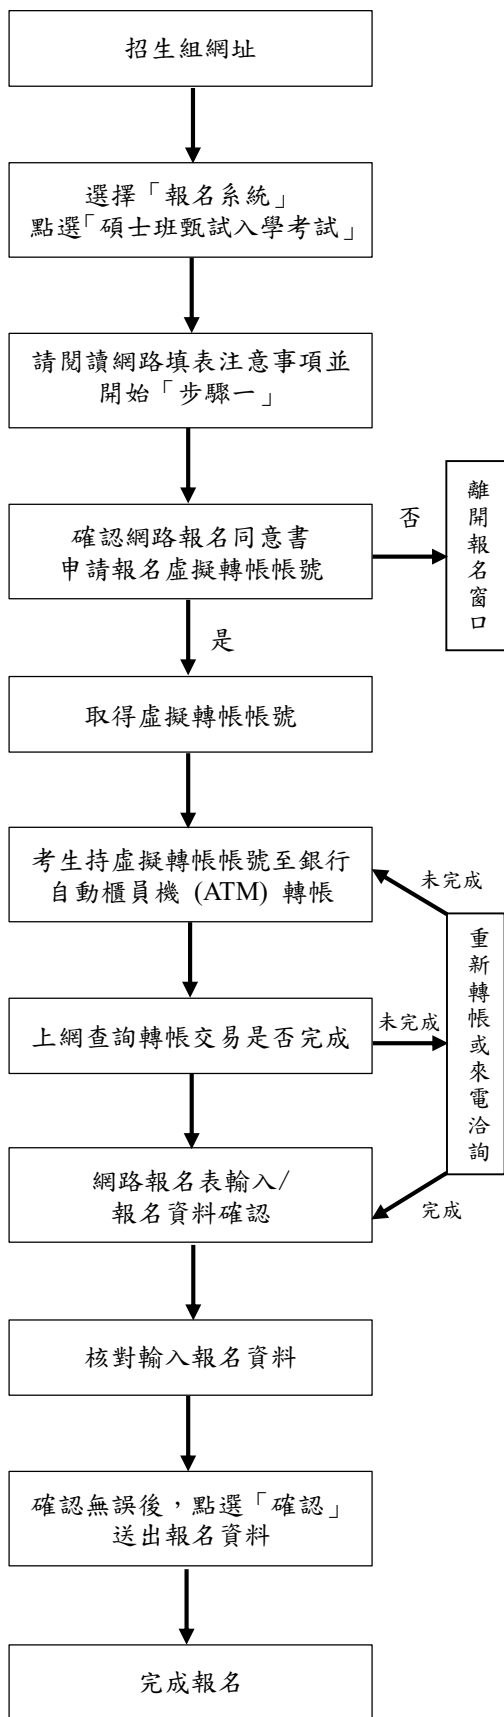 招生組網址
選擇「報名系統」
點選「碩士班甄試入學考試」
請閱讀網路填表注意事項並
開始「步驟一」
確認網路報名同意書
申請報名虛擬轉帳帳號
否
離開報名窗口
是
取得虛擬轉帳帳號
考生持虛擬轉帳帳號至銀行
自動櫃員機 (ATM) 轉帳
未完成
上網查詢轉帳交易是否完成
未完成
重新轉帳或來電洽詢
網路報名表輸入/
報名資料確認
完成
核對輸入報名資料
確認無誤後，點選「確認」
送出報名資料
完成報名